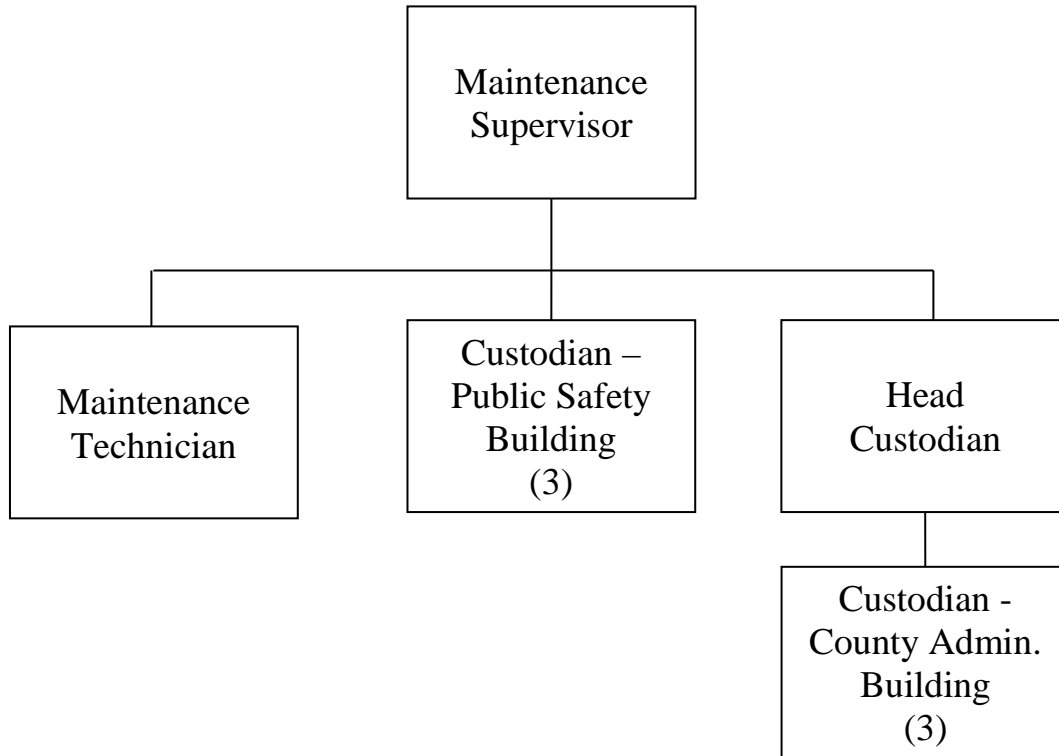 Maintenance
Supervisor
Maintenance
Technician
Custodian –
Public Safety
Building
(3)
Head
Custodian
Custodian -
County Admin.
Building
(3)